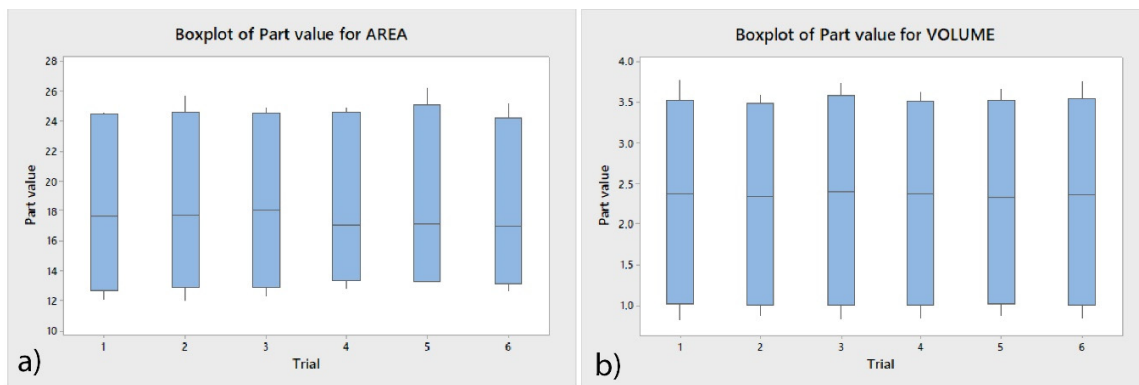 Boxplot of Part value for AREA
28
26
24
22
20
18
16
14
12
10
Part value
1 2 3 4 5 6
Trial
a)
Boxplot of Part value for VOLUME
4.0
3.5
3.0
2.5
2.0
1.5
1.0
Part value
1 2 3 4 5 6
Trial
b)